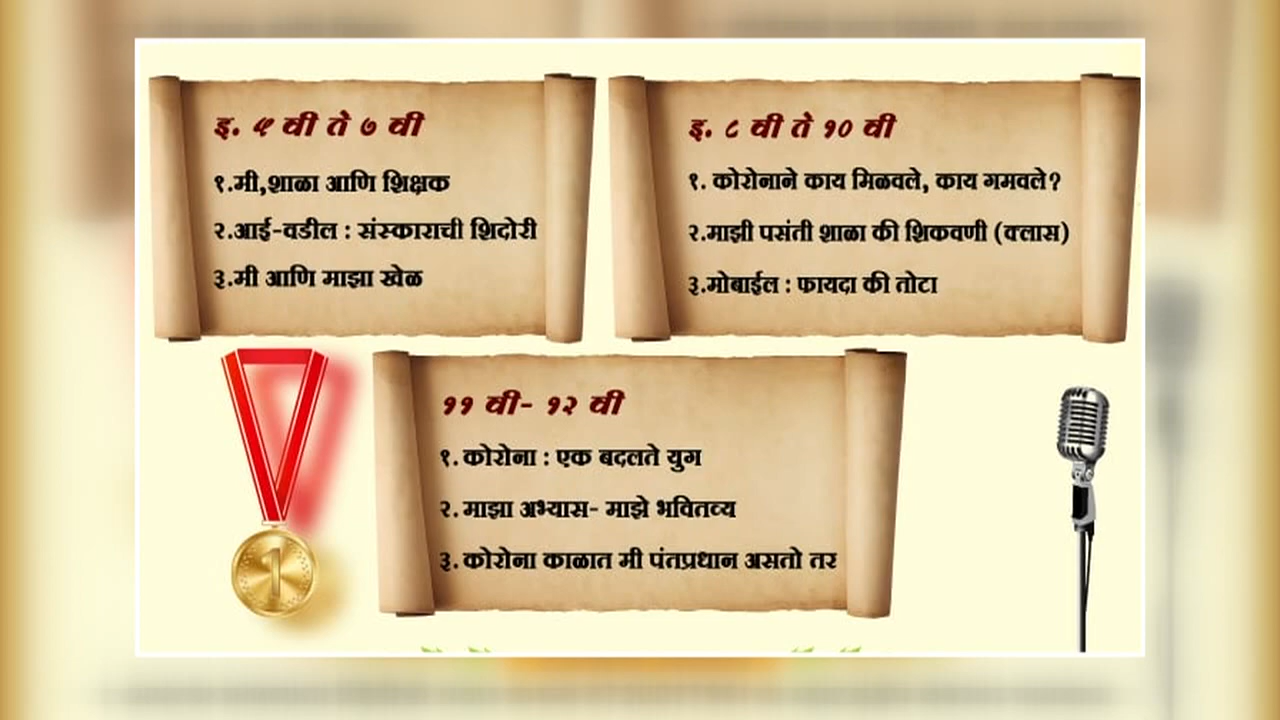 इ. ५ वी ते ७ वी
१.मी,शाळा आणि शिक्षक
२.आई-वडील : संस्काराची शिदोरी
३.मी आणि माझा खेळ
इ. ८ वी ते १० वी
१. कोरोनाने काय मिळवले, काय गमवले?
२.माझी पसंती शाळा की शिकवणी (क्लास)
३.मोबाईल : फायदा की तोटा
११ वी- १२ वी
१. कोरोना : एक बदलते युग
२. माझा अभ्यास- माझे भवितव्य
३. कोरोना काळात मी पंतप्रधान असतो तर
1